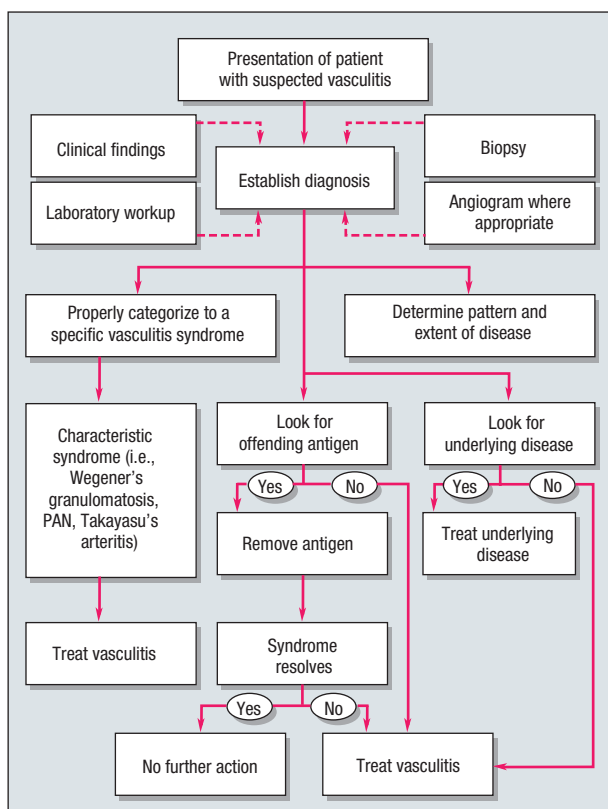 Presentation of patient
with suspected vasculitis
Clinical findings
Biopsy
Establish diagnosis
Laboratory workup
Angiogram where
appropriate
Properly categorize to a
specific vasculitis syndrome
Determine pattern and
extent of disease
Characteristic
syndrome (i.e.,
Wegener's
granulomatosis,
PAN, Takayasu's
arteritis)
Look for
offending antigen
Look for
underlying disease
Yes
No
Yes
No
Remove antigen
Treat underlying
disease
Treat vasculitis
Syndrome
resolves
Yes
No
No further action
Treat vasculitis